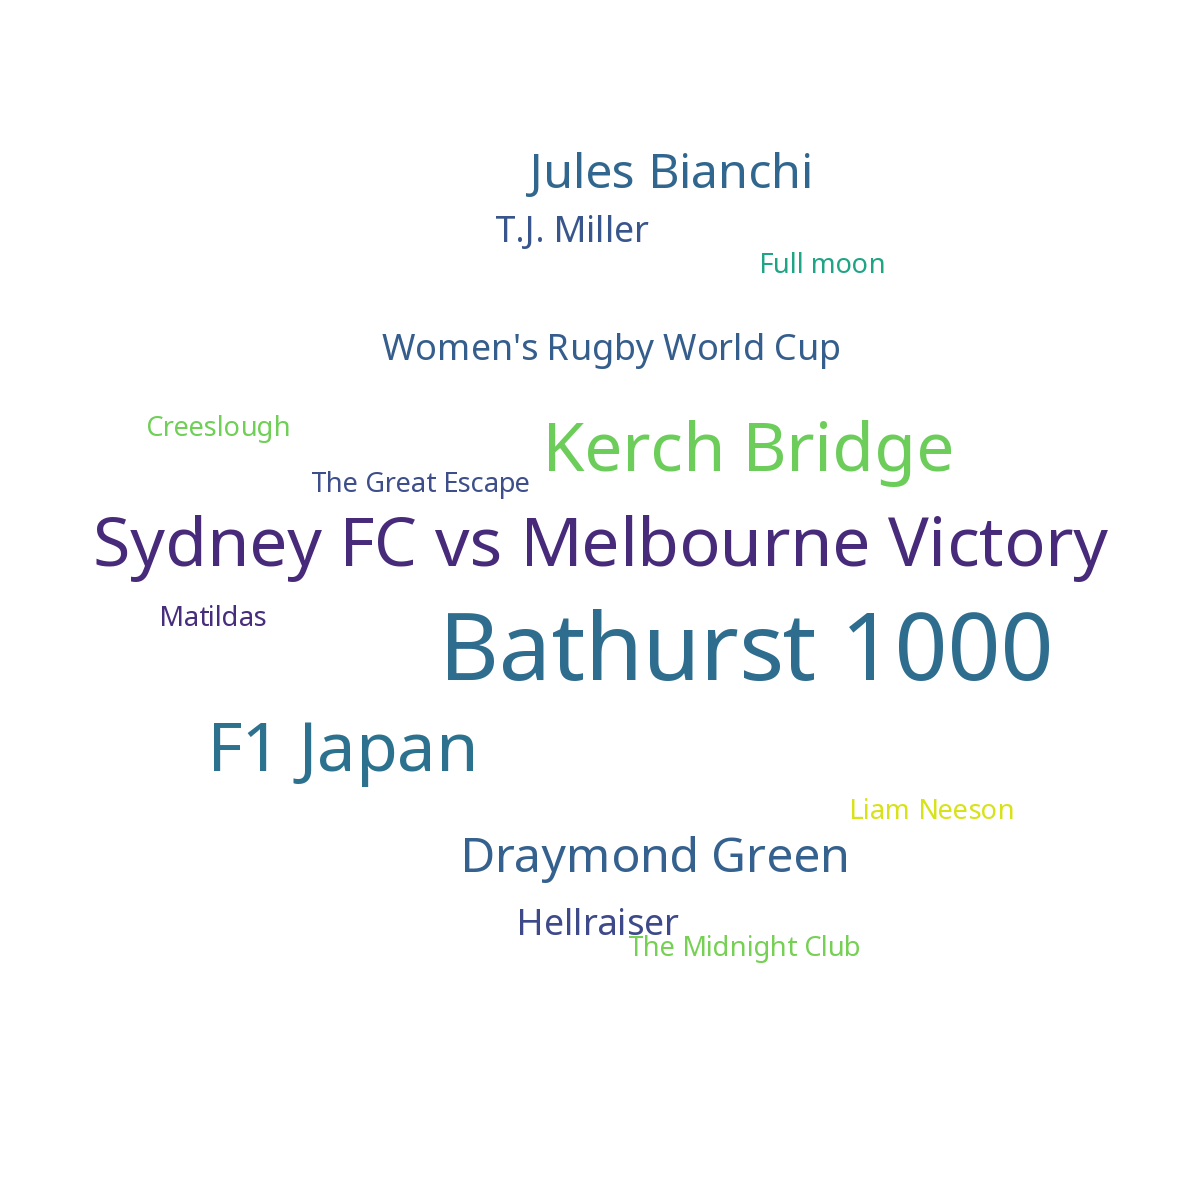 Jules Bianchi
T.J. Miller
Full moon
Women's Rugby World Cup
Creeslough
Kerch Bridge
The Great Escape
Sydney FC vs Melbourne Victory
Matildas
Bathurst 1000
F1 Japan
Liam Neeson
Draymond Green
Hellraiser
The Midnight Club